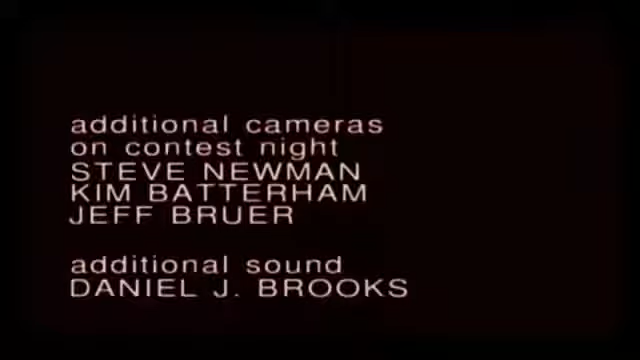 additional cameras
on contest night
STEVE NEWMAN
KIM BATTERHAM
JEFF BRUER
additional sound
DANIEL J. BROOKS